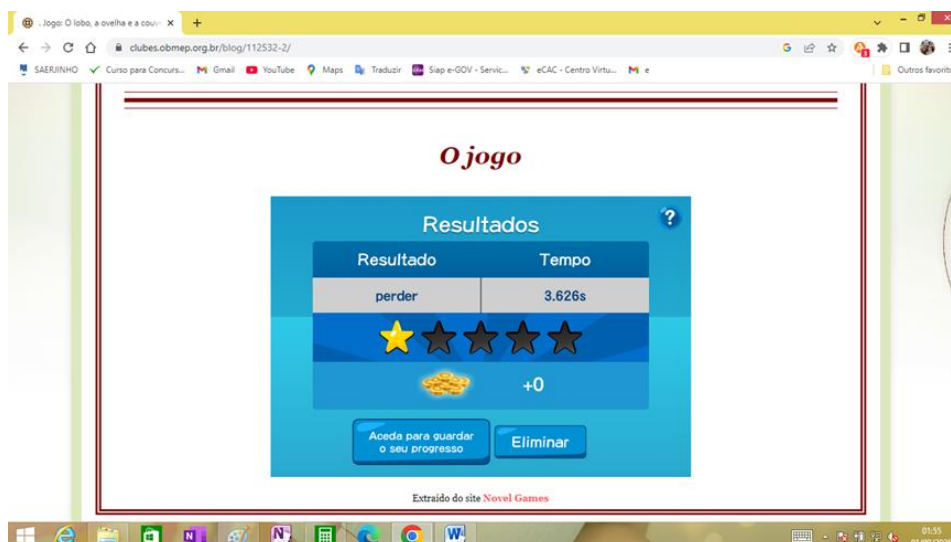 . Jogo: O lobo, a ovelha e a couv
clubes.obmep.org.br/blog/112532-2/
SAERJINHO Curso para Concurs... Gmail YouTube Maps Traduzir Siap e-GOV - Servic... eCAC - Centro Virtu... e Outros favorit
O jogo
Resultados
?
Resultado Tempo
perder 3.626s
+0
Aceda para guardar
o seu progresso
Eliminar
Extraído do site Novel Games
01:55